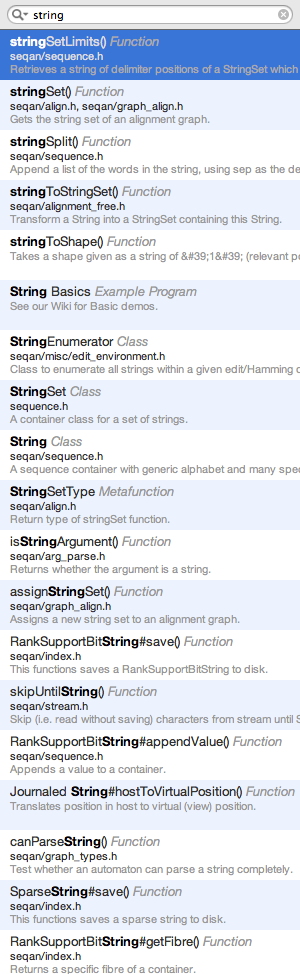 string
stringSetLimits() Function
seqan/sequence.h
Retrieves a string of delimiter positions of a StringSet which
stringSet() Function
seqan/align.h, seqan/graph_align.h
Gets the string set of an alignment graph.
stringSplit() Function
seqan/sequence.h
Append a list of the words in the string, using sep as the de
stringToStringSet() Function
seqan/alignment_free.h
Transform a String into a StringSet containing this String.
stringToShape() Function
Takes a shape given as a string of &#39;1&#39; (relevant po
String Basics Example Program
See our Wiki for Basic demos.
StringEnumerator Class
seqan/misc/edit_environment.h
Class to enumerate all strings within a given edit/Hamming d
StringSet Class
sequence.h
A container class for a set of strings.
String Class
seqan/sequence.h
A sequence container with generic alphabet and many spec
StringSetType Metafunction
seqan/align.h
Return type of stringSet function.
isStringArgument() Function
seqan/arg_parse.h
Returns whether the argument is a string.
assignStringSet() Function
seqan/graph_align.h
Assigns a new string set to an alignment graph.
RankSupportBitString#save() Function
seqan/index.h
This function saves a RankSupportBitString to disk.
skipUntilString() Function
seqan/stream.h
Skip (i.e. read without saving) characters from stream until S
RankSupportBitString#appendValue() Function
seqan/sequence.h
Appends a value to a container.
Journaled String#hostToVirtualPosition() Function
Translates position in host to virtual (view) position.
canParseString() Function
seqan/graph_types.h
Test whether an automaton can parse a string completely.
SparseString#save() Function
seqan/index.h
This function saves a sparse string to disk.
RankSupportBitString#getFibre() Function
seqan/index.h
Returns a specific fibre of a container.